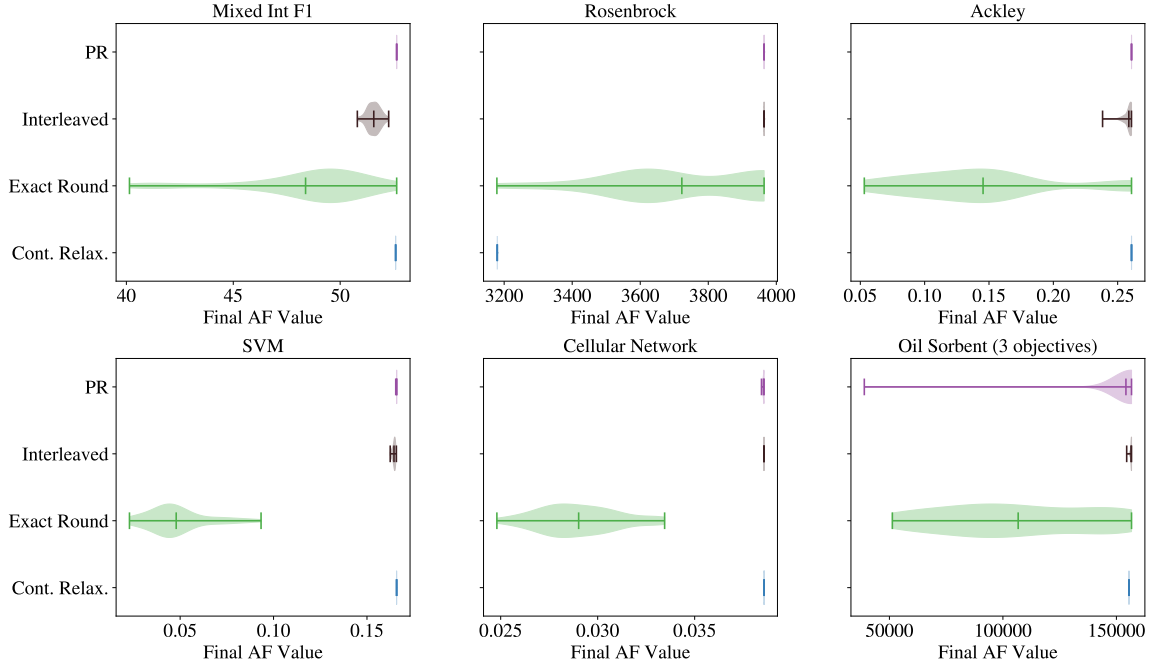 Mixed Int F1
Rosenbrock
Ackley
PR
Interleaved
Exact Round
Cont. Relax.
40 45 50
3200 3400 3600 3800 4000
0.05 0.10 0.15 0.20 0.25
Final AF Value
Final AF Value
Final AF Value
SVM
Cellular Network
Oil Sorbent (3 objectives)
PR
Interleaved
Exact Round
Cont. Relax.
0.05 0.10 0.15
0.025 0.030 0.035
50000 100000 150000
Final AF Value
Final AF Value
Final AF Value